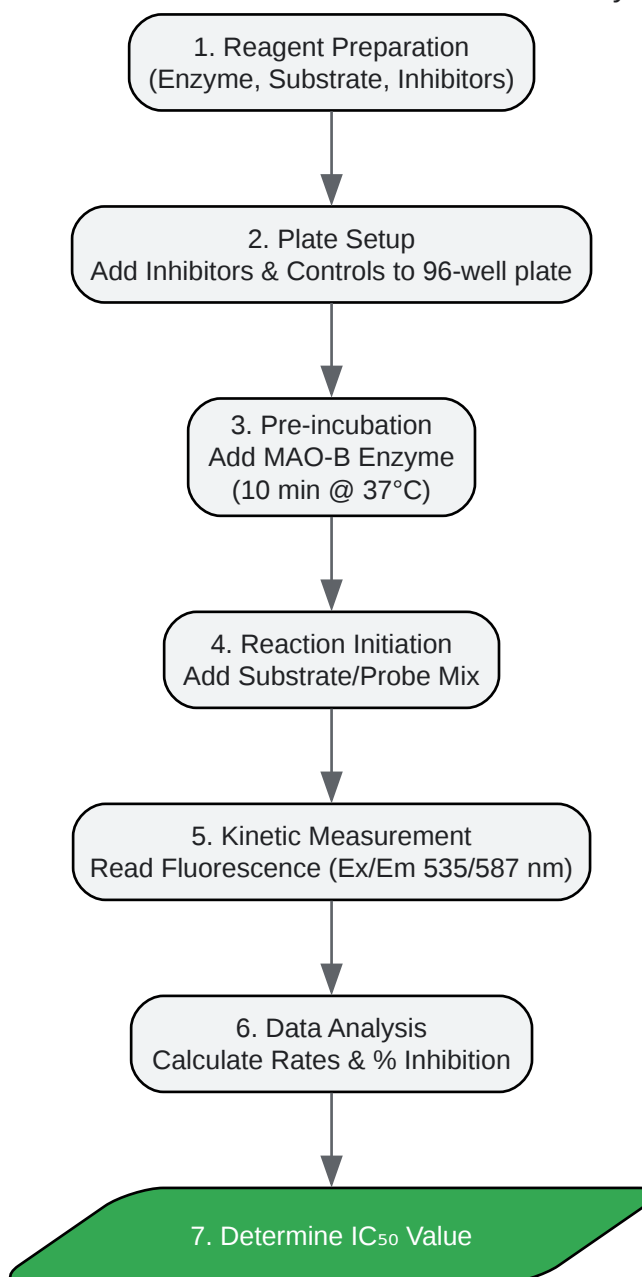 1. Reagent Preparation
(Enzyme, Substrate, Inhibitors)
2. Plate Setup
Add Inhibitors & Controls to 96-well plate
3. Pre-incubation
Add MAO-B Enzyme
(10 min @ 37°C)
4. Reaction Initiation
Add Substrate/Probe Mix
5. Kinetic Measurement
Read Fluorescence (Ex/Em 535/587 nm)
6. Data Analysis
Calculate Rates & % Inhibition
7. Determine IC₅₀ Value